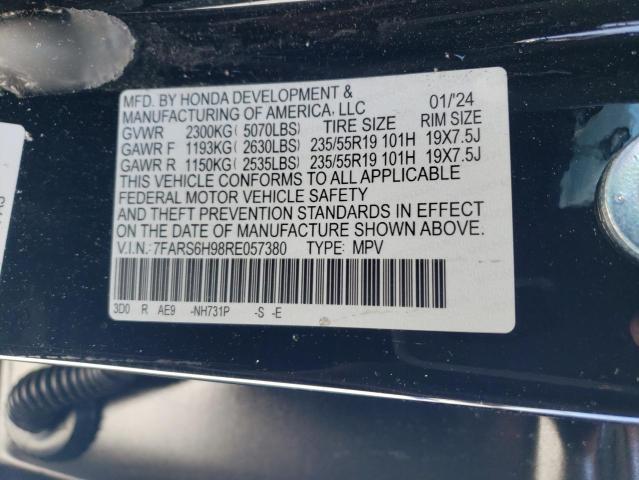 MFD. BY HONDA DEVELOPMENT &
MANUFACTURING OF AMERICA, LLC 01/'24
GVWR 2300KG( 5070LBS) TIRE SIZE RIM SIZE
GAWR F 1193KG( 2630LBS) 235/55R19 101H 19X7.5J
GAWR R 1150KG( 2535LBS) 235/55R19 101H 19X7.5J
THIS VEHICLE CONFORMS TO ALL APPLICABLE
FEDERAL MOTOR VEHICLE SAFETY
AND THEFT PREVENTION STANDARDS IN EFFECT
ON THE DATE OF MANUFACTURE SHOWN ABOVE.
V.I.N.:7FARS6H98RE057380 TYPE: MPV
3D0 R AE9 -NH731P -S -E